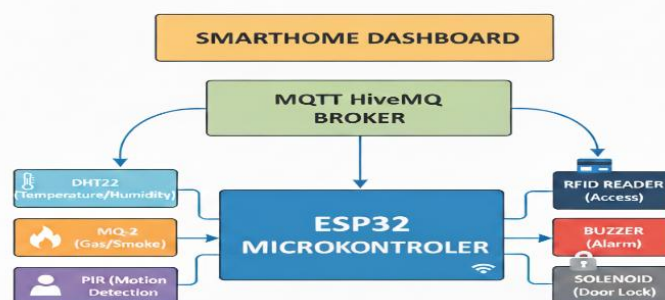 SMARTHOME DASHBOARD
MQTT HiveMQ
BROKER
DHT22
(Temperature/Humidity)
MQ-2
(Gas/Smoke)
PIR (Motion
Detection
ESP32
MICROKONTROLER
RFID READER
(Access)
BUZZER
(Alarm)
SOLENOID
(Door Lock)